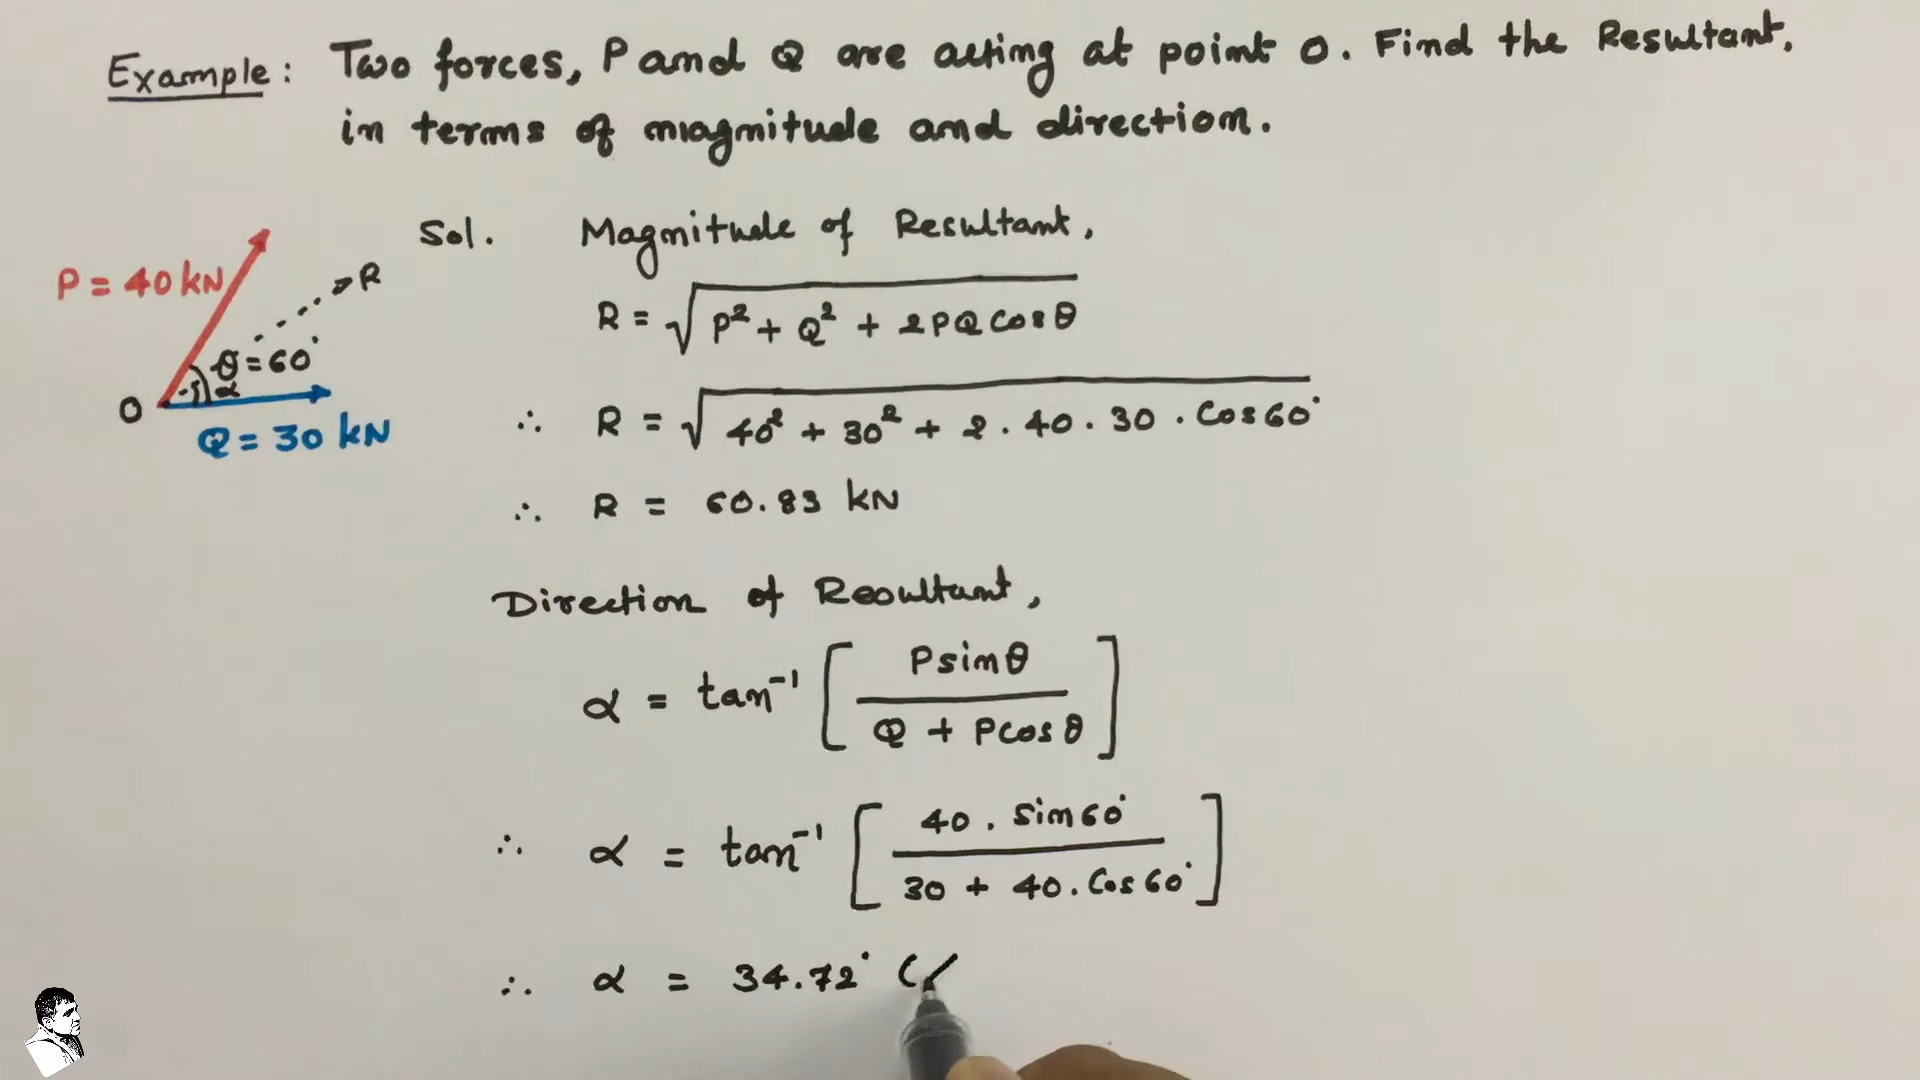 Example: Two forces, P and Q are acting at point O. Find the Resultant,
in terms of magnitude and direction.
P = 40 kN
R
θ = 60°
α
O
Q = 30 kN
Sol. Magnitude of Resultant,
R = √(P² + Q² + 2PQ Cos θ)
∴ R = √(40² + 30² + 2 . 40 . 30 . Cos 60°)
∴ R = 60.83 kN
Direction of Resultant,
α = tan⁻¹ [ P sin θ / Q + P cos θ ]
∴ α = tan⁻¹ [ 40 . Sin 60° / 30 + 40 . Cos 60° ]
∴ α = 34.72° (